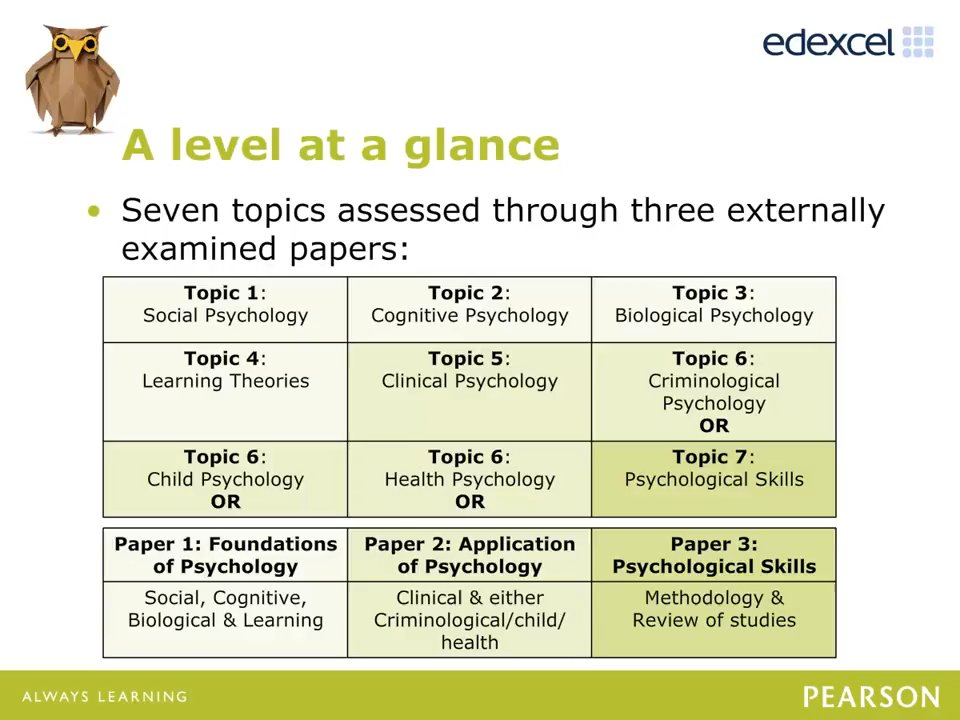 edexcel
A level at a glance
• Seven topics assessed through three externally
examined papers:
Topic 1:
Social Psychology
Topic 2:
Cognitive Psychology
Topic 3:
Biological Psychology
Topic 4:
Learning Theories
Topic 5:
Clinical Psychology
Topic 6:
Criminological
Psychology
OR
Topic 6:
Child Psychology
OR
Topic 6:
Health Psychology
OR
Topic 7:
Psychological Skills
Paper 1: Foundations
of Psychology
Paper 2: Application
of Psychology
Paper 3:
Psychological Skills
Social, Cognitive,
Biological & Learning
Clinical & either
Criminological/child/
health
Methodology &
Review of studies
ALWAYS LEARNING
PEARSON